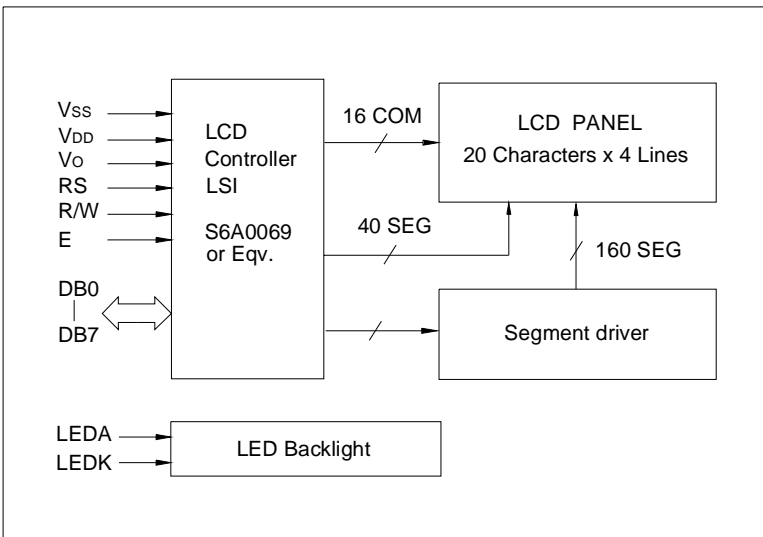 Vss
VDD
Vo
RS
R/W
E
DB0
DB7
LCD
Controller
LSI
S6A0069
or Eqv.
16 COM
40 SEG
LCD PANEL
20 Characters x 4 Lines
160 SEG
Segment driver
LEDA
LEDK
LED Backlight